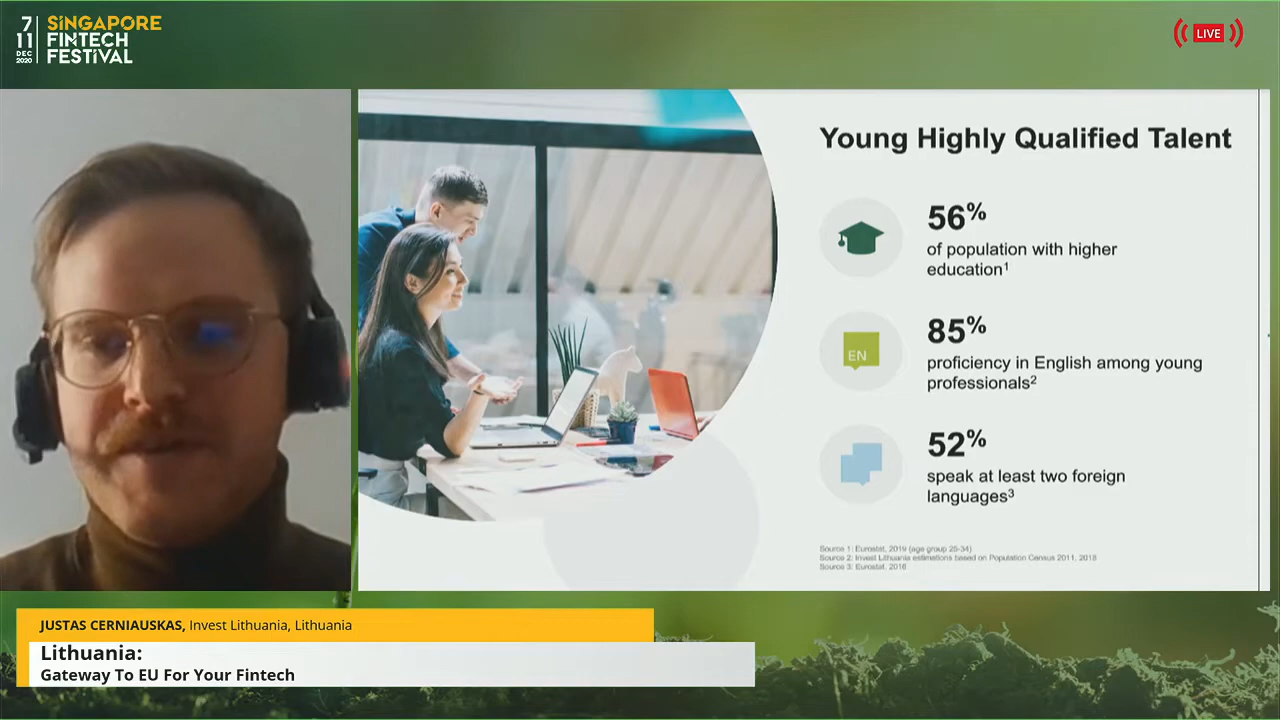 7
11
DEC
2020
SINGAPORE
FINTECH
FESTIVAL
LIVE
Young Highly Qualified Talent
56%
of population with higher
education¹
EN
85%
proficiency in English among young
professionals²
52%
speak at least two foreign
languages³
Source 1: Eurostat, 2019 (age group 25-34)
Source 2: Invest Lithuania estimations based on Population Census 2011, 2018
Source 3: Eurostat, 2016
JUSTAS CERNIAUSKAS, Invest Lithuania, Lithuania
Lithuania:
Gateway To EU For Your Fintech